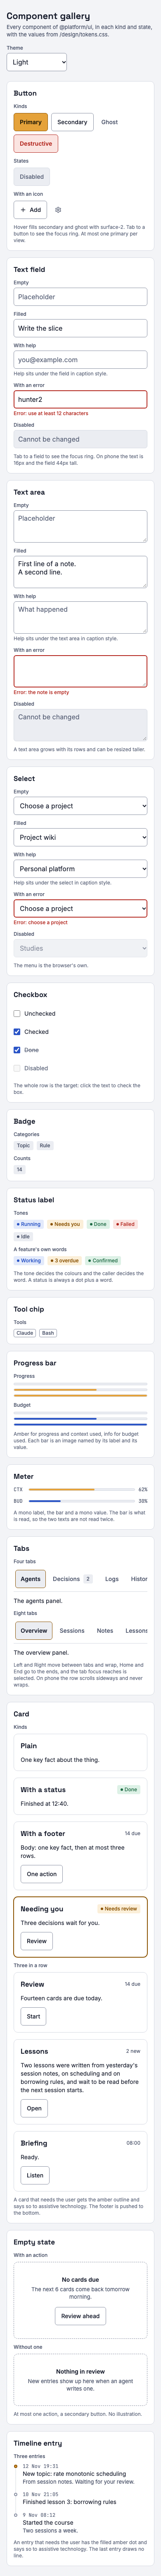 Component gallery
Every component of @platform/ui, in each kind and state,
with the values from /design/tokens.css.
Theme
Light
Button
Kinds
Primary
Secondary
Ghost
Destructive
States
Disabled
With an icon
Add
Hover fills secondary and ghost with surface-2. Tab to a
button to see the focus ring. At most one primary per
view.
Text field
Empty
Placeholder
Filled
Write the slice
With help
you@example.com
Help sits under the field in caption style.
With an error
hunter2
Error: use at least 12 characters
Disabled
Cannot be changed
Tab to a field to see the focus ring. On phone the text is
16px and the field 44px tall.
Text area
Empty
Placeholder
Filled
First line of a note.
A second line.
With help
What happened
Help sits under the text area in caption style.
With an error
Error: the note is empty
Disabled
Cannot be changed
A text area grows with its rows and can be resized taller.
Select
Empty
Choose a project
Filled
Project wiki
With help
Personal platform
Help sits under the select in caption style.
With an error
Choose a project
Error: choose a project
Disabled
Studies
The menu is the browser's own.
Checkbox
Unchecked
Checked
Done
Disabled
The whole row is the target: click the text to check the
box.
Badge
Categories
Topic
Rule
Counts
14
Status label
Tones
Running
Needs you
Done
Failed
Idle
A feature's own words
Working
3 overdue
Confirmed
The tone decides the colours and the caller decides the
word. A status is always a dot plus a word.
Tool chip
Tools
Claude
Bash
Progress bar
Progress
Budget
Amber for progress and context used, info for budget
used. Each bar is an image named by its label and its
value.
Meter
CTX
62%
BUD
30%
A mono label, the bar and a mono value. The bar is what
is read, so the two texts are not read twice.
Tabs
Four tabs
Agents
Decisions
2
Logs
Histor
The agents panel.
Eight tabs
Overview
Sessions
Notes
Lessons
The overview panel.
Left and Right move between tabs and wrap, Home and
End go to the ends, and the tab focus reaches is
selected. On phone the row scrolls sideways and never
wraps.
Card
Kinds
Plain
One key fact about the thing.
With a status
Done
Finished at 12:40.
With a footer
14 due
Body: one key fact, then at most three
rows.
One action
Needing you
Needs review
Three decisions wait for you.
Review
Three in a row
Review
14 due
Fourteen cards are due today.
Start
Lessons
2 new
Two lessons were written from yesterday's
session notes, on scheduling and on
borrowing rules, and wait to be read before
the next session starts.
Open
Briefing
08:00
Ready.
Listen
A card that needs the user gets the amber outline and
says so to assistive technology. The footer is pushed to
the bottom.
Empty state
With an action
No cards due
The next 6 cards come back tomorrow
morning.
Review ahead
Without one
Nothing in review
New entries show up here when an agent
writes one.
At most one action, a secondary button. No illustration.
Timeline entry
Three entries
12 Nov 19:31
New topic: rate monotonic scheduling
From session notes. Waiting for your review.
10 Nov 21:05
Finished lesson 3: borrowing rules
9 Nov 08:12
Started the course
Two sessions a week.
An entry that needs the user has the filled amber dot and
says so to assistive technology. The last entry draws no
line.